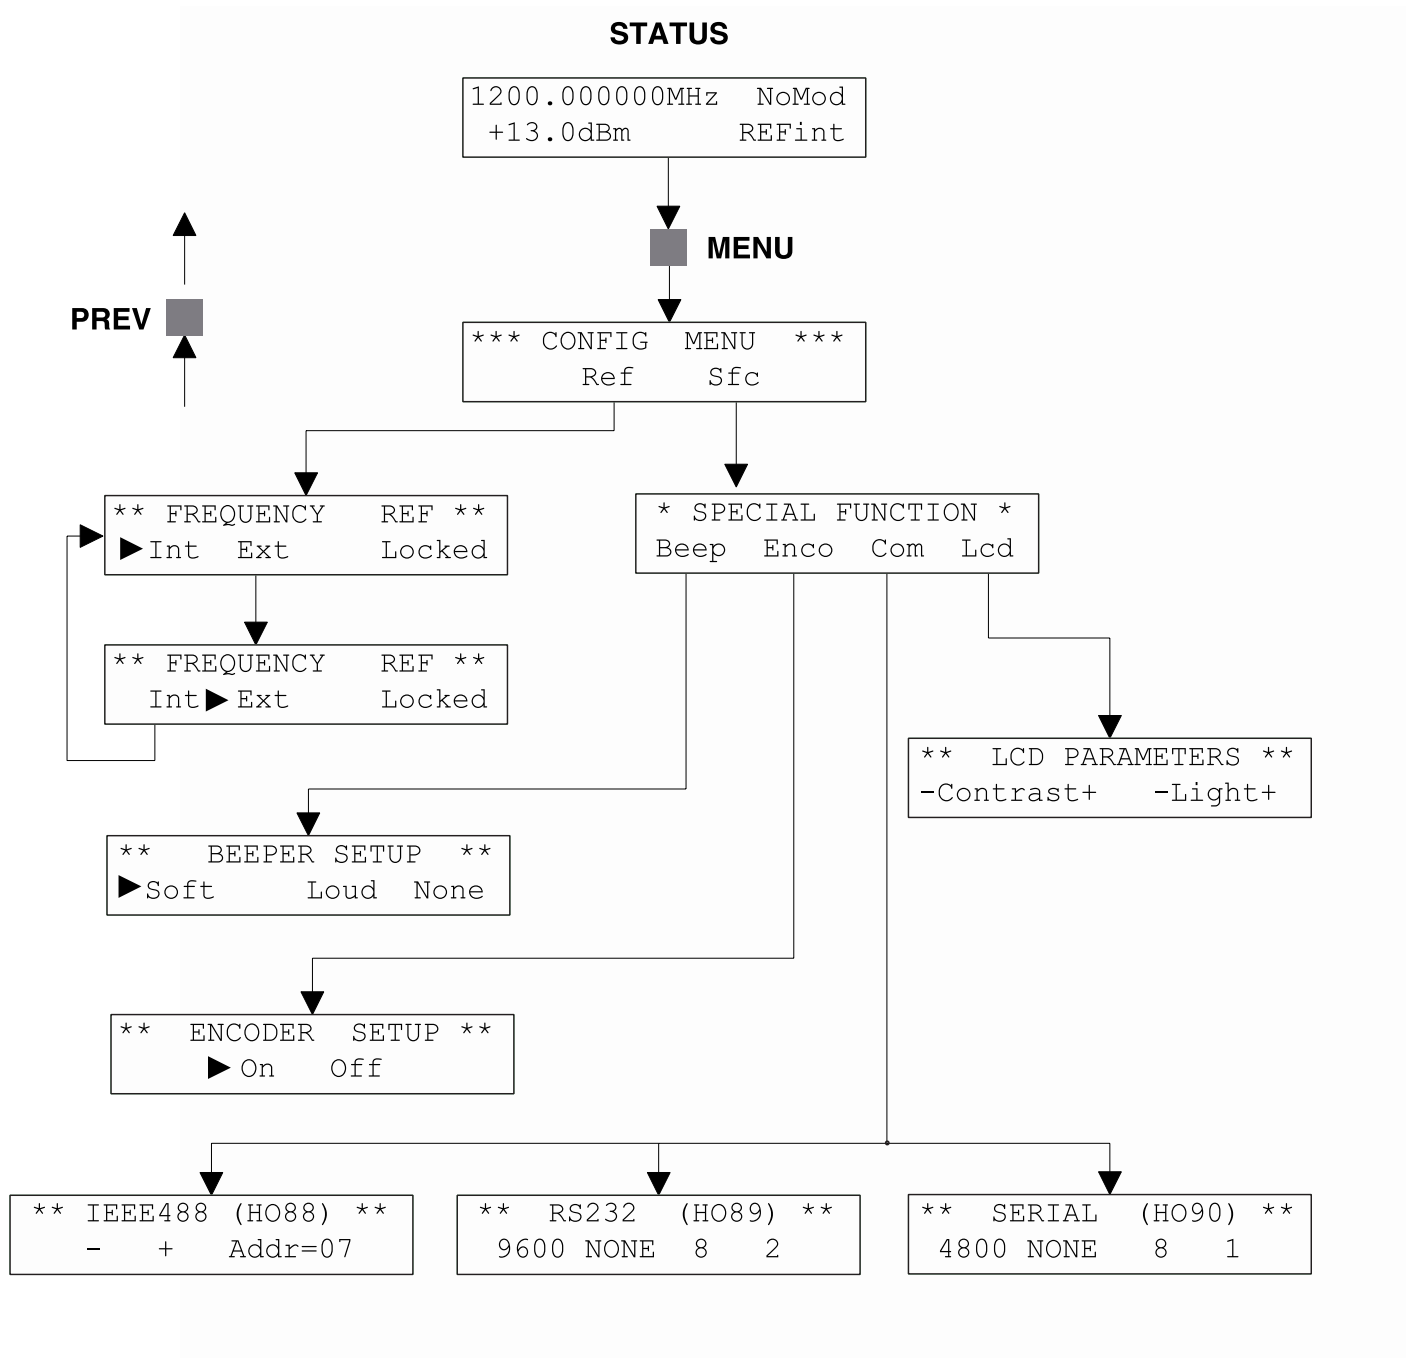 STATUS
1200.000000MHz NoMod
+13.0dBm REFint
MENU
PREV
*** CONFIG MENU ***
Ref Sfc
** FREQUENCY REF **
▶Int Ext Locked
* SPECIAL FUNCTION *
Beep Enco Com Lcd
** FREQUENCY REF **
Int▶Ext Locked
** LCD PARAMETERS **
-Contrast+ -Light+
** BEEPER SETUP **
▶Soft Loud None
** ENCODER SETUP **
▶On Off
** IEEE488 (HO88) **
- + Addr=07
** RS232 (HO89) **
9600 NONE 8 2
** SERIAL (HO90) **
4800 NONE 8 1